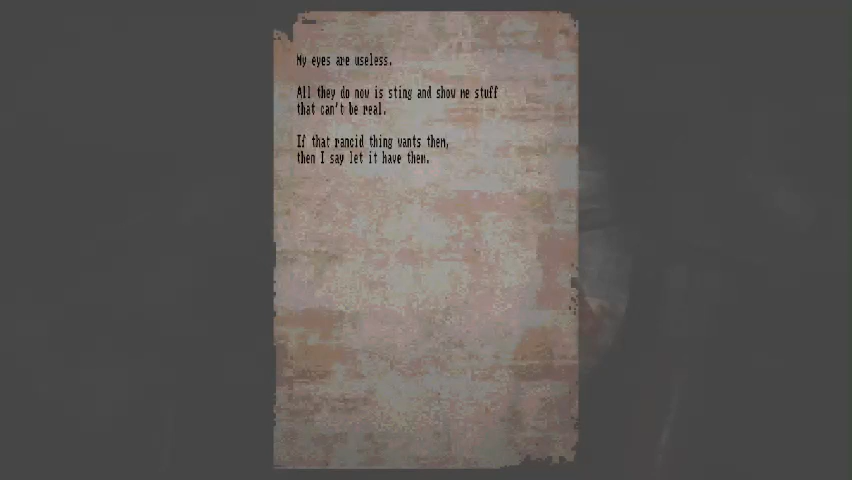 My eyes are useless.
All they do now is sting and show me stuff
that can't be real.
If that rancid thing wants them,
then I say let it have them.